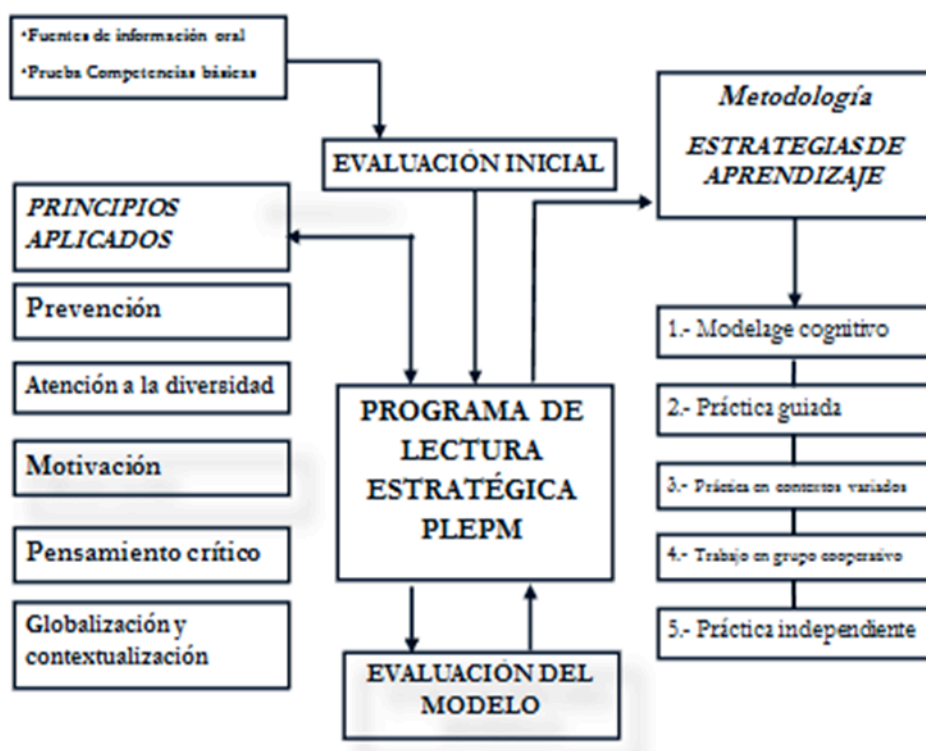 •Fuentes de información oral
•Prueba Competencias básicas
EVALUACIÓN INICIAL
Metodología
ESTRATEGIAS DE
APRENDIZAJE
PRINCIPIOS
APLICADOS
Prevención
Atención a la diversidad
Motivación
Pensamiento crítico
Globalización y
contextualización
PROGRAMA DE
LECTURA
ESTRATÉGICA
PLEPM
EVALUACIÓN DEL
MODELO
1.- Modelage cognitivo
2.- Práctica guiada
3.- Práctica en contextos variados
4.- Trabajo en grupo cooperativo
5.- Práctica independiente